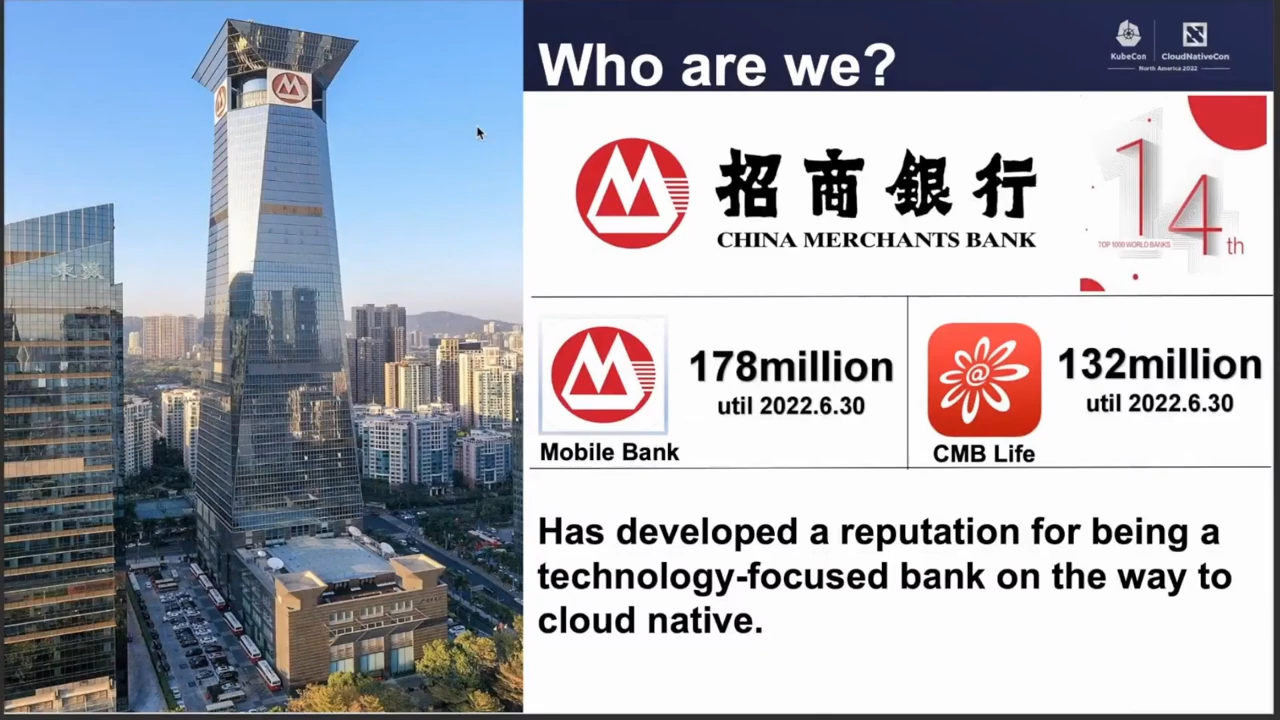 Who are we?
KubeCon
CloudNativeCon
North America 2022
招商銀行
CHINA MERCHANTS BANK
14th
TOP 1000 WORLD BANKS
178million
util 2022.6.30
Mobile Bank
132million
util 2022.6.30
CMB Life
Has developed a reputation for being a
technology-focused bank on the way to
cloud native.